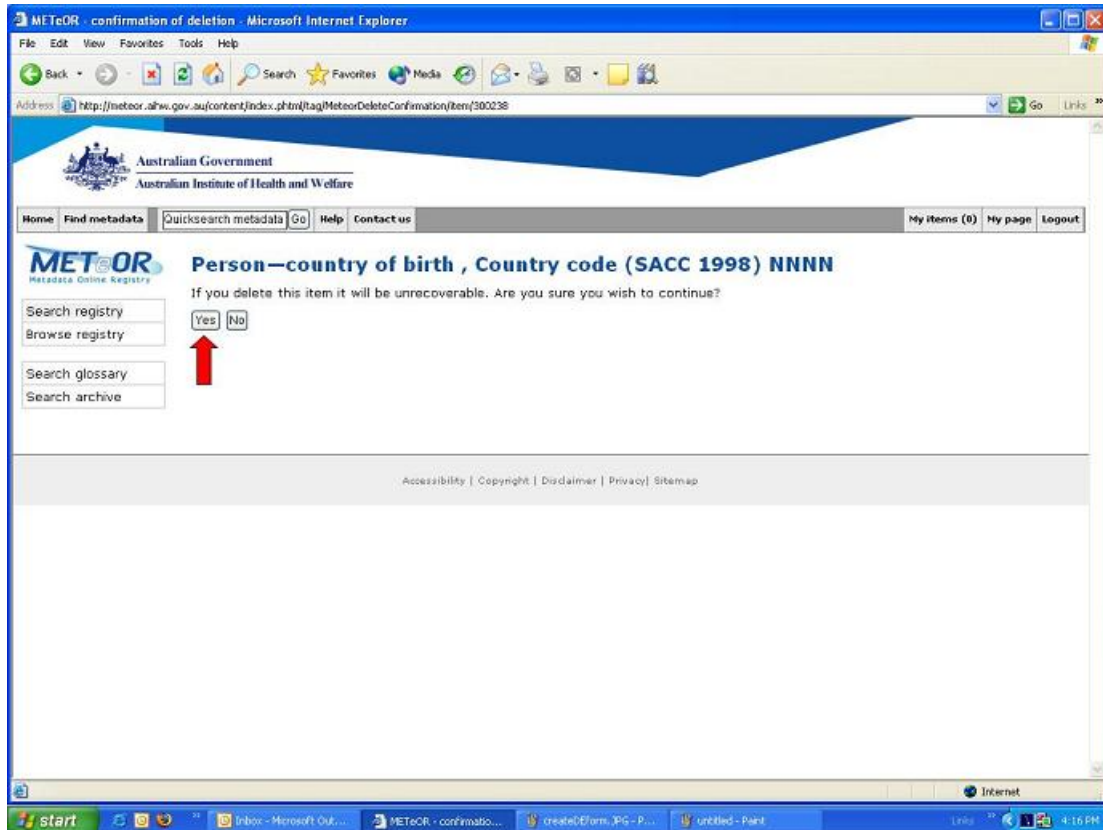 METeOR - confirmation of deletion - Microsoft Internet Explorer
File Edit View Favorites Tools Help
Back Search Favorites Media
Address http://meteor.aihw.gov.au/content/index.phtml/tag/MeteorDeleteConfirmation/item/300238 Go Links »
Australian Government
Australian Institute of Health and Welfare
Home Find metadata Quicksearch metadata Go Help Contact us My items (0) My page Logout
METeOR
Metadata Online Registry
Person—country of birth , Country code (SACC 1998) NNNN
If you delete this item it will be unrecoverable. Are you sure you wish to continue?
Yes No
Search registry
Browse registry
Search glossary
Search archive
Accessibility | Copyright | Disclaimer | Privacy| Sitemap
Internet
start » Inbox - Microsoft Out... METeOR - confirmatio... createDEform.JPG - P... untitled - Paint Links » 4:16 PM